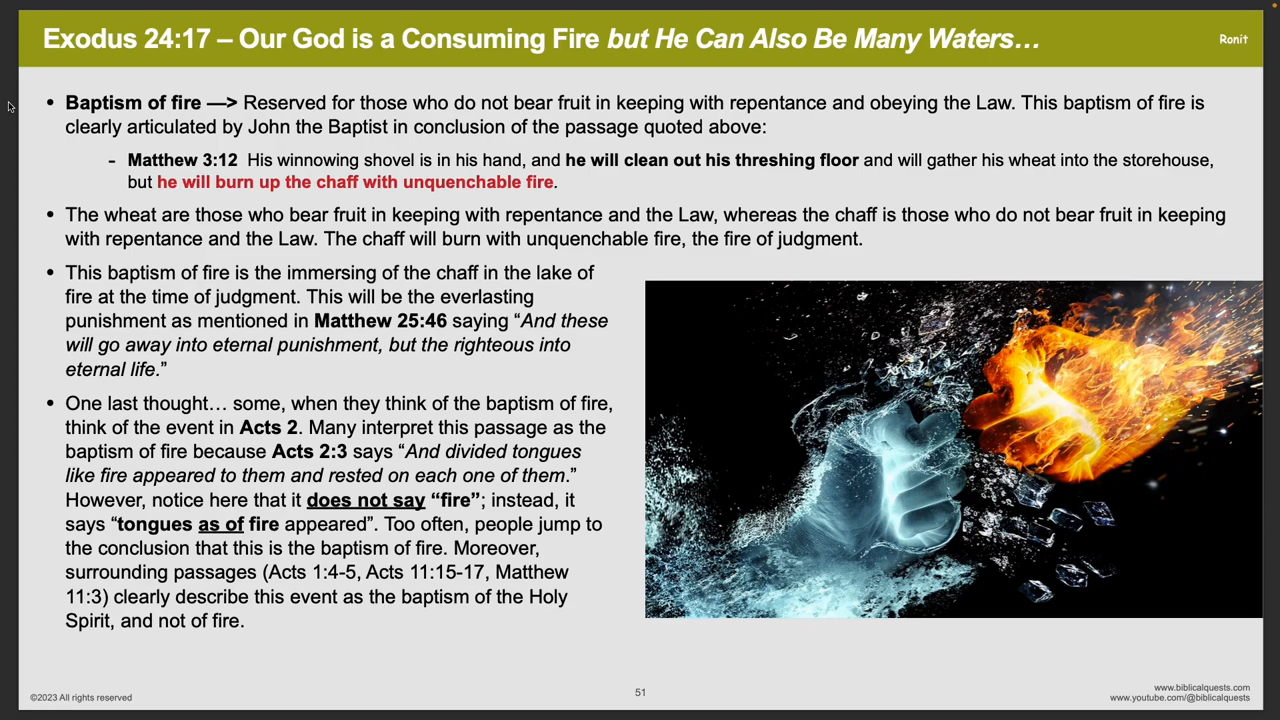 Exodus 24:17 – Our God is a Consuming Fire but He Can Also Be Many Waters…
Ronit
• Baptism of fire —> Reserved for those who do not bear fruit in keeping with repentance and obeying the Law. This baptism of fire is
clearly articulated by John the Baptist in conclusion of the passage quoted above:
- Matthew 3:12 His winnowing shovel is in his hand, and he will clean out his threshing floor and will gather his wheat into the storehouse,
but he will burn up the chaff with unquenchable fire.
• The wheat are those who bear fruit in keeping with repentance and the Law, whereas the chaff is those who do not bear fruit in keeping
with repentance and the Law. The chaff will burn with unquenchable fire, the fire of judgment.
• This baptism of fire is the immersing of the chaff in the lake of
fire at the time of judgment. This will be the everlasting
punishment as mentioned in Matthew 25:46 saying “And these
will go away into eternal punishment, but the righteous into
eternal life.”
• One last thought… some, when they think of the baptism of fire,
think of the event in Acts 2. Many interpret this passage as the
baptism of fire because Acts 2:3 says “And divided tongues
like fire appeared to them and rested on each one of them.”
However, notice here that it does not say “fire”; instead, it
says “tongues as of fire appeared”. Too often, people jump to
the conclusion that this is the baptism of fire. Moreover,
surrounding passages (Acts 1:4-5, Acts 11:15-17, Matthew
11:3) clearly describe this event as the baptism of the Holy
Spirit, and not of fire.
©2023 All rights reserved
51
www.biblicalquests.com
www.youtube.com/@biblicalquests